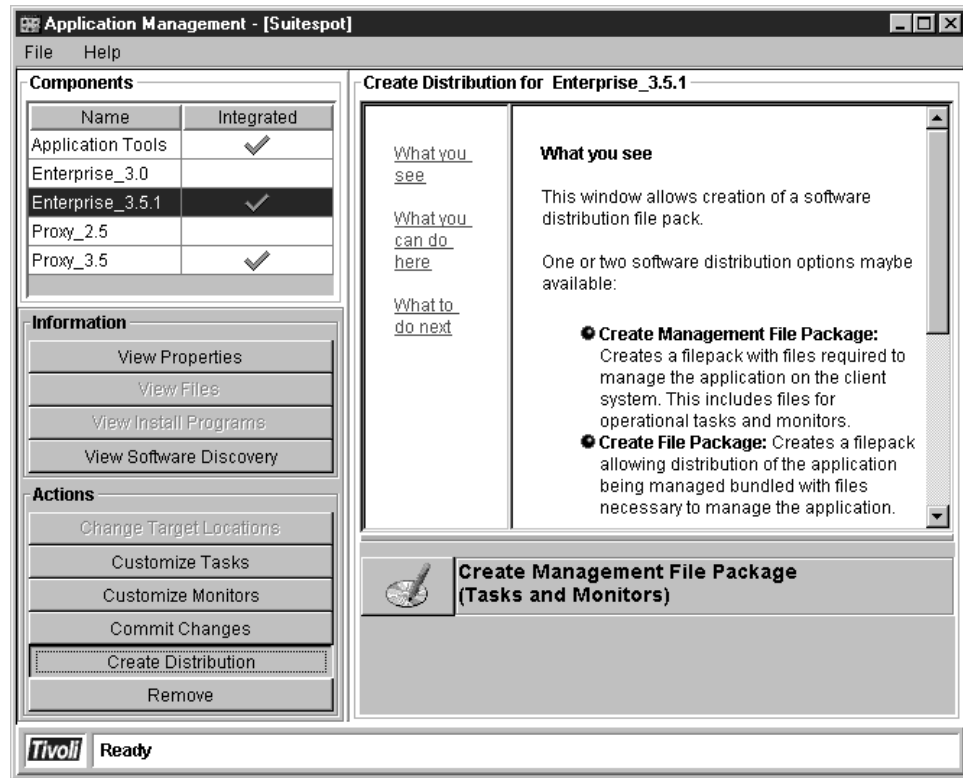 Application Management - [Suitespot]
File Help
Components
Name Integrated
Application Tools
Enterprise_3.0
Enterprise_3.5.1
Proxy_2.5
Proxy_3.5
Information
View Properties
View Files
View Install Programs
View Software Discovery
Actions
Change Target Locations
Customize Tasks
Customize Monitors
Commit Changes
Create Distribution
Remove
Create Distribution for Enterprise_3.5.1
What you
see
What you
can do
here
What to
do next
What you see
This window allows creation of a software
distribution file pack.
One or two software distribution options maybe
available:
Create Management File Package:
Creates a filepack with files required to
manage the application on the client
system. This includes files for
operational tasks and monitors.
Create File Package: Creates a filepack
allowing distribution of the application
being managed bundled with files
necessary to manage the application.
Create Management File Package
(Tasks and Monitors)
Tivoli Ready